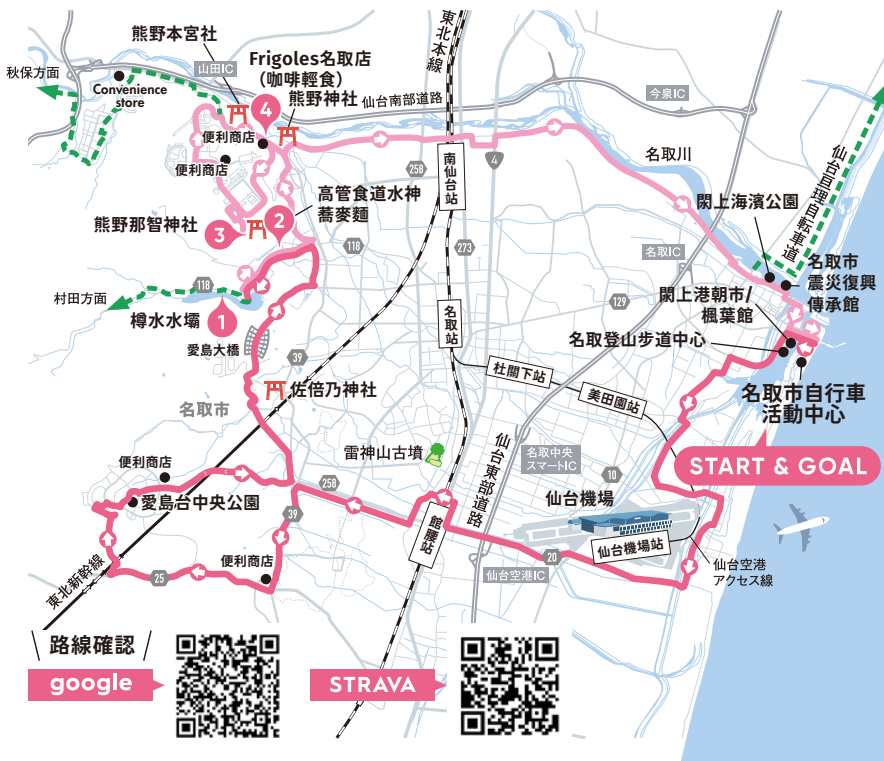 熊野本宮社
山田IC
秋保方面
Convenience
store
4
Frigoles名取店
(咖啡輕食)
熊野神社
仙台南部道路
東北本線
今泉IC
便利商店
便利商店
258
南仙台站
4
名取川
仙台亘理自転車道
高管食道水神
蕎麥麵
閖上海濱公園
熊野那智神社
3
2
118
273
名取IC
名取市
震災復興
傳承館
118
村田方面
樽水水壩
1
愛島大橋
名取站
129
閖上港朝市/
楓葉館
名取登山步道中心
39
杜關下站
佐倍乃神社
美田園站
名取市自行車
活動中心
名取市
START & GOAL
雷神山古墳
仙台東部道路
名取中央
スマートIC
10
便利商店
258
愛島台中央公園
仙台機場
39
館腰站
仙台機場站
便利商店
25
20
仙台空港IC
仙台空港
アクセス線
東北新幹線
路線確認
google
STRAVA